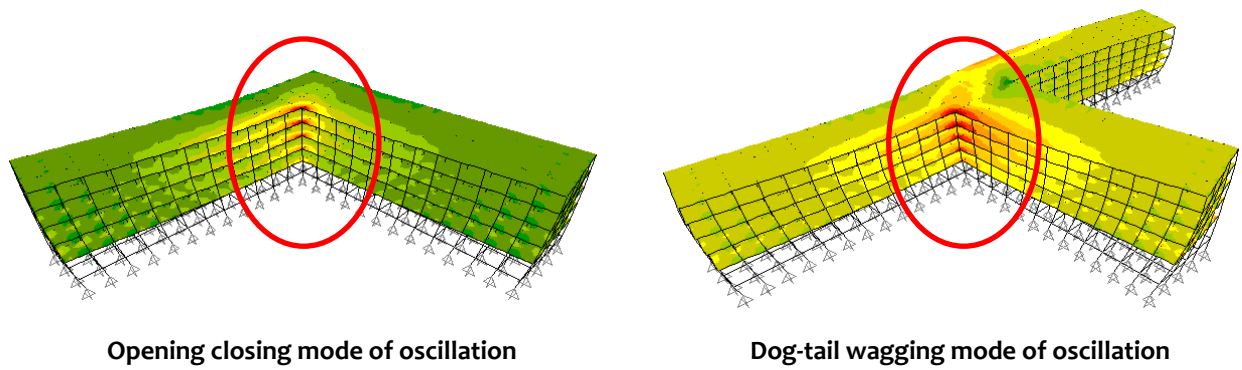 Opening closing mode of oscillation
Dog-tail wagging mode of oscillation